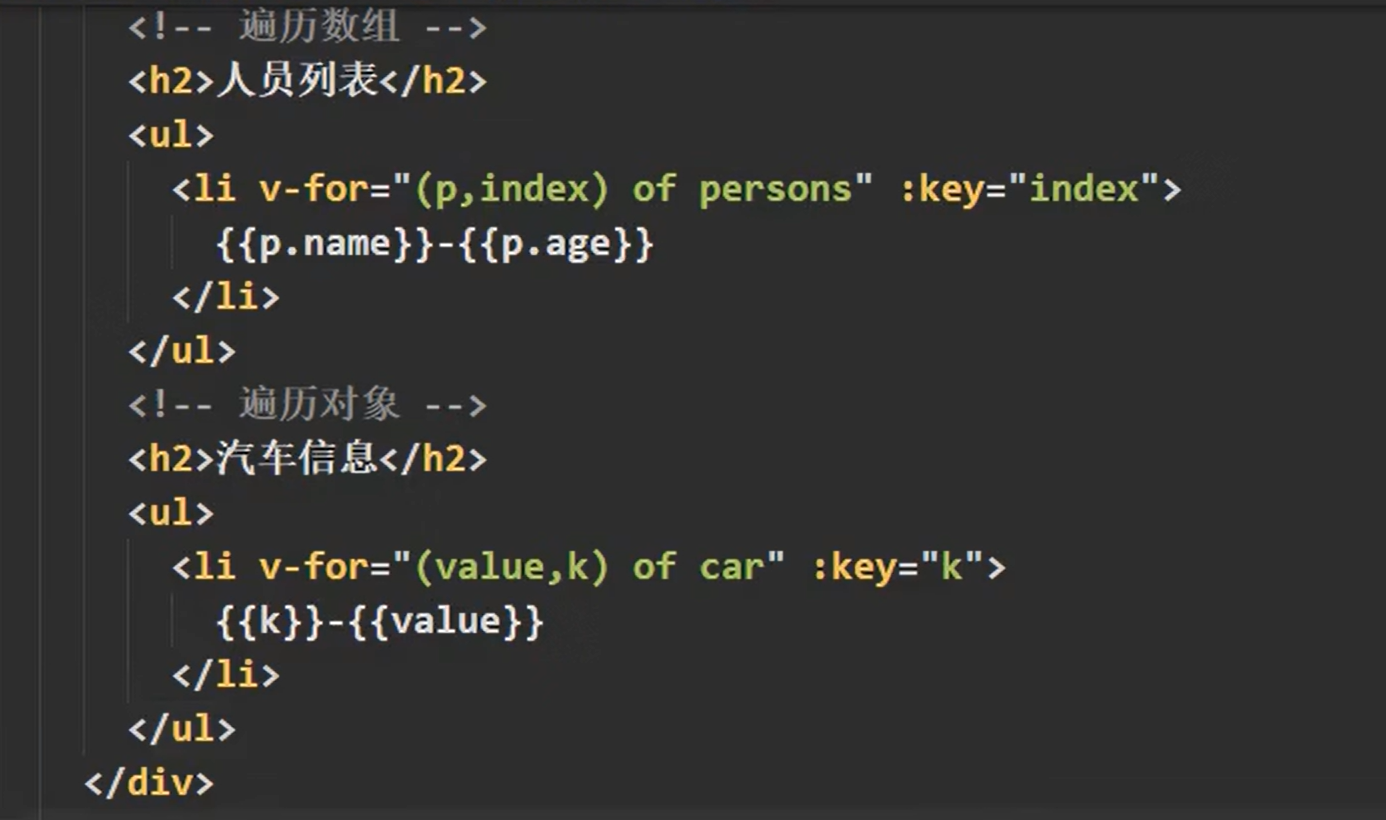 <!-- 遍历数组 -->
<h2>人员列表</h2>
<ul>
<li v-for="(p,index) of persons" :key="index">
{{p.name}}-{{p.age}}
</li>
</ul>
<!-- 遍历对象 -->
<h2>汽车信息</h2>
<ul>
<li v-for="(value,k) of car" :key="k">
{{k}}-{{value}}
</li>
</ul>
</div>